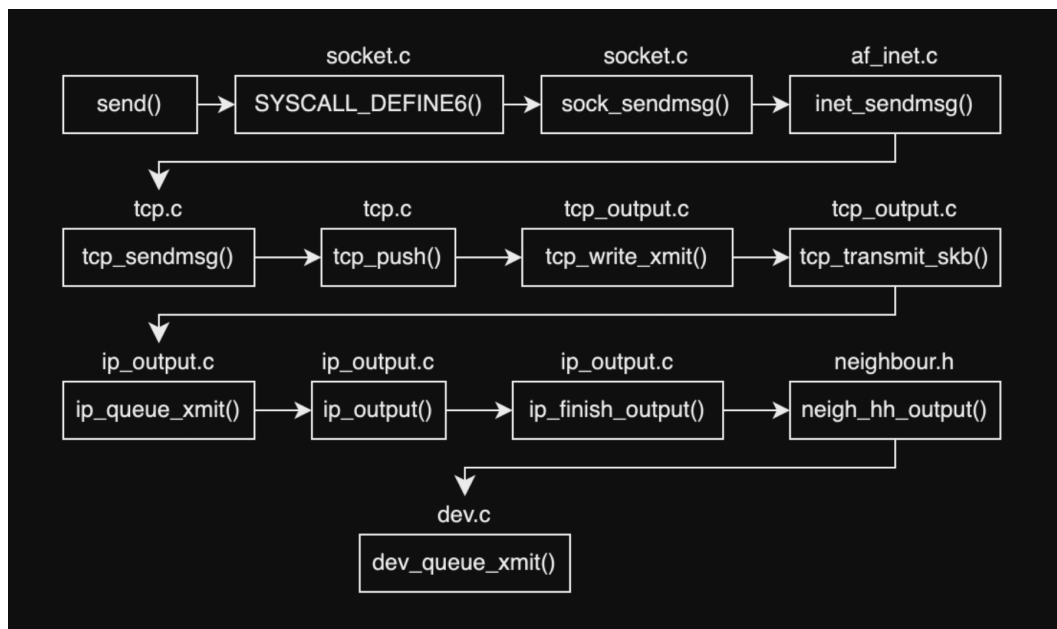 socket.c socket.c af_inet.c
send() SYSCALL_DEFINE6() sock_sendmsg() inet_sendmsg()
tcp.c tcp.c tcp_output.c tcp_output.c
tcp_sendmsg() tcp_push() tcp_write_xmit() tcp_transmit_skb()
ip_output.c ip_output.c ip_output.c neighbour.h
ip_queue_xmit() ip_output() ip_finish_output() neigh_hh_output()
dev.c
dev_queue_xmit()